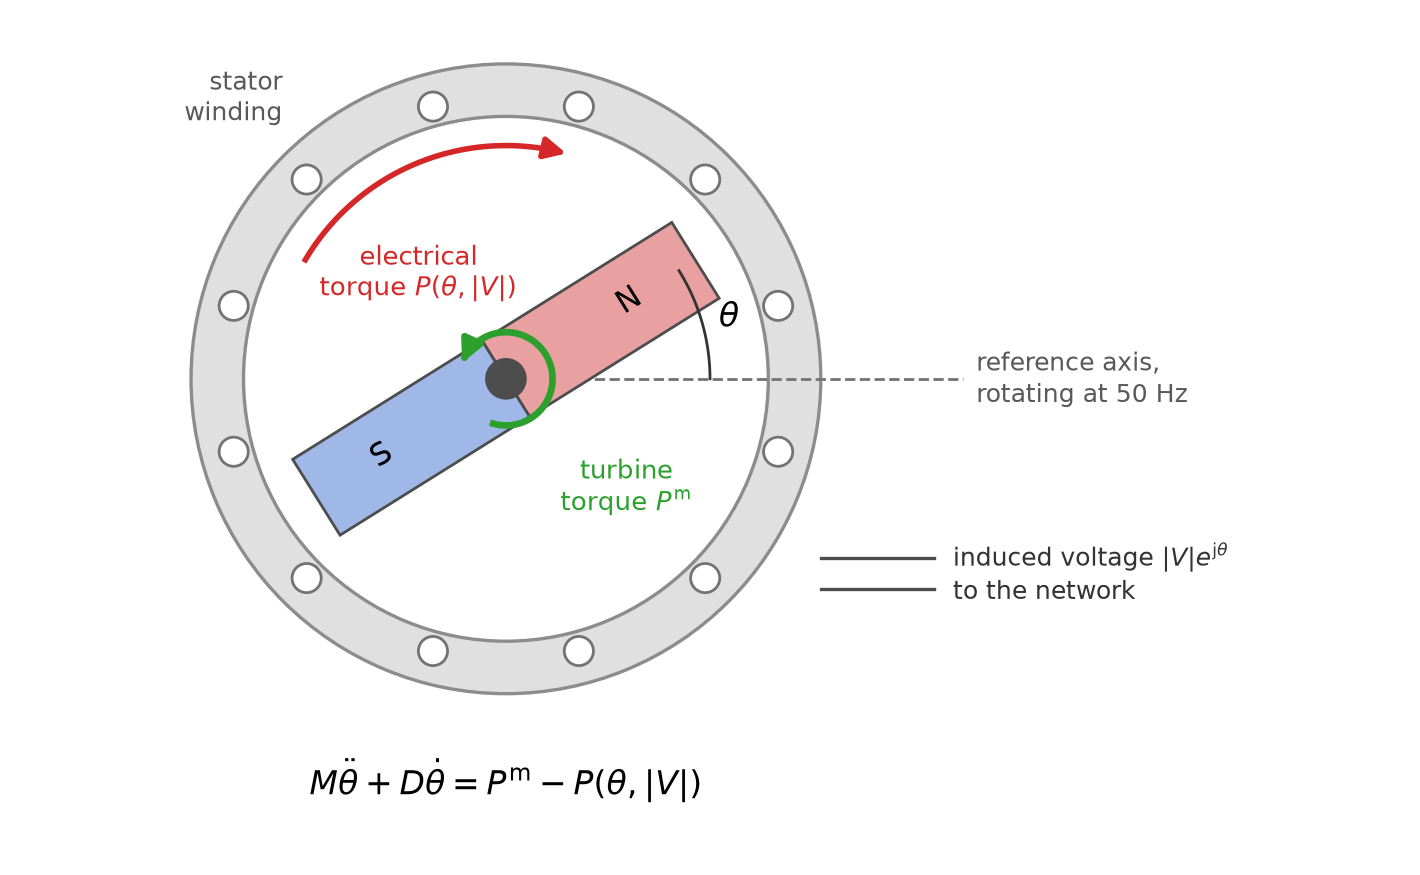 stator
winding
electrical
torque P(θ, |V|)
N
θ
reference axis,
rotating at 50 Hz
S
turbine
torque Pᵐ
induced voltage |V|e^{jθ}
to the network
Mθ̈ + Dθ̇ = Pᵐ − P(θ, |V|)